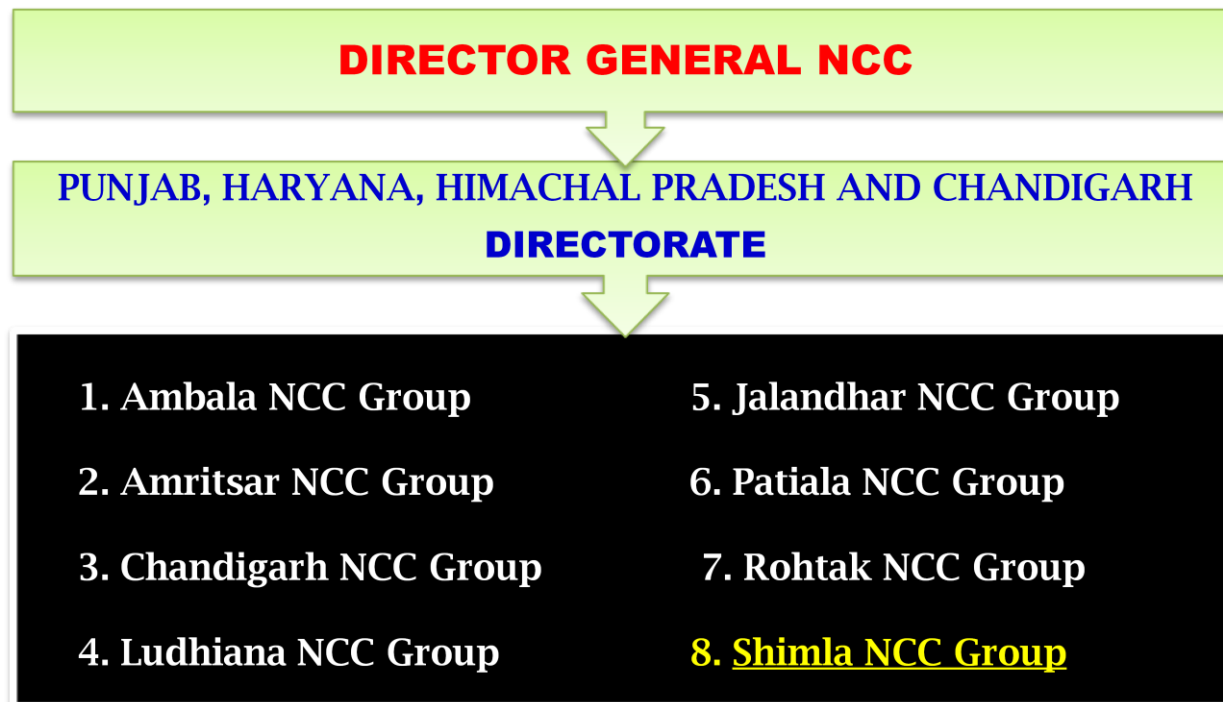 DIRECTOR GENERAL NCC
PUNJAB, HARYANA, HIMACHAL PRADESH AND CHANDIGARH
DIRECTORATE
1. Ambala NCC Group
2. Amritsar NCC Group
3. Chandigarh NCC Group
4. Ludhiana NCC Group
5. Jalandhar NCC Group
6. Patiala NCC Group
7. Rohtak NCC Group
8. Shimla NCC Group